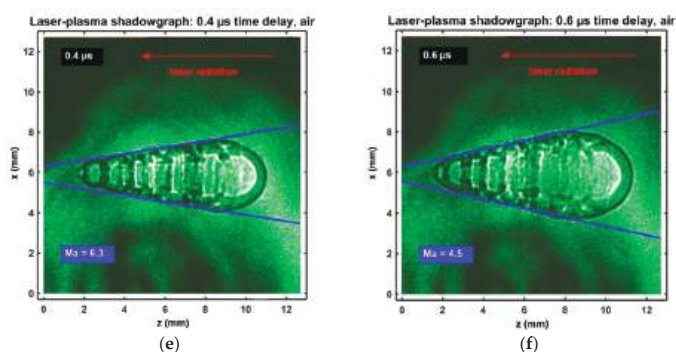 Laser-plasma shadowgraph: 0.4 µs time delay, air
0.4 µs
laser radiation
Ma = 6.3
x (mm)
12
10
8
6
4
2
0
0 2 4 6 8 10 12
z (mm)
(e)
Laser-plasma shadowgraph: 0.6 µs time delay, air
0.6 µs
laser radiation
Ma = 4.5
x (mm)
12
10
8
6
4
2
0
0 2 4 6 8 10 12
z (mm)
(f)